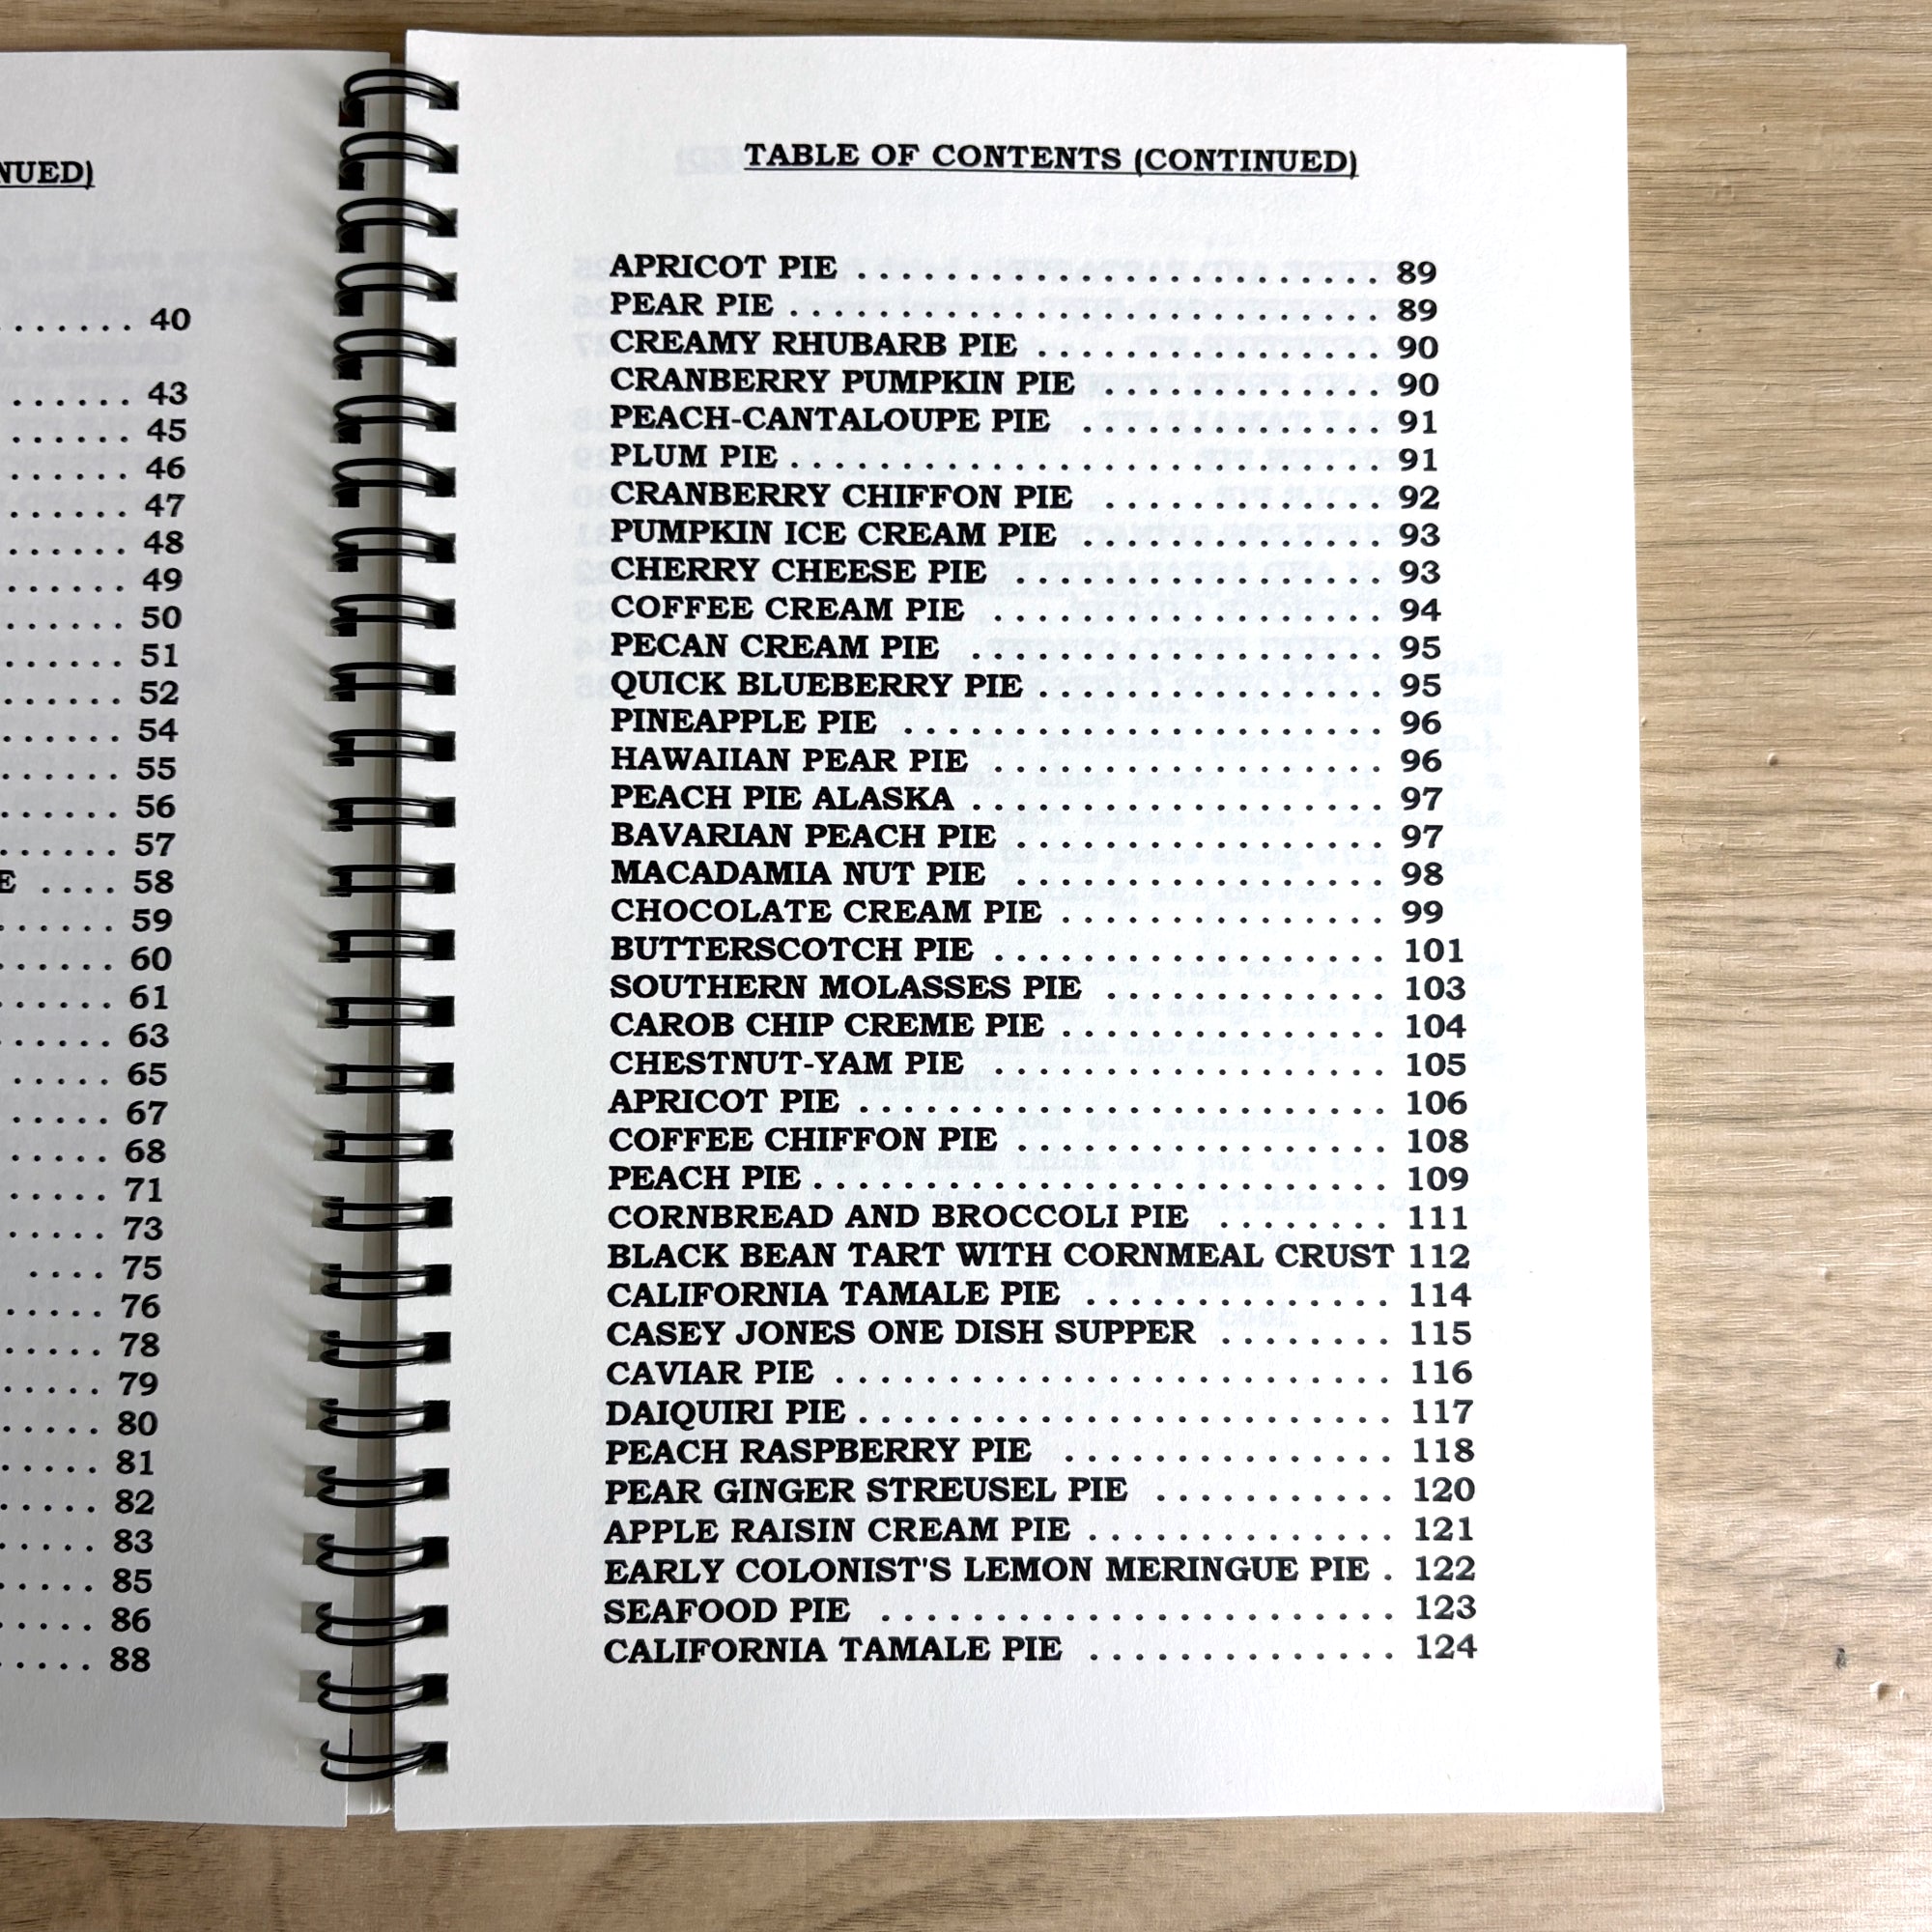 NUED)
. . . . . . . 40
. . . . . . 43
. . . . . . 45
. . . . . . 46
. . . . . . 47
. . . . . . 48
. . . . . . 49
. . . . . . 50
. . . . . . 51
. . . . . . 52
. . . . . . 54
. . . . . . 55
. . . . . . 56
. . . . . . 57
E . . . . 58
. . . . . . 59
. . . . . . 60
. . . . . . 61
. . . . . . 63
. . . . . . 65
. . . . . . 67
. . . . . . 68
. . . . . . 71
. . . . . . 73
. . . . 75
. . . . . . 76
. . . . . 78
. . . . . . 79
. . . . . 80
. . . . . . 81
. . . . . . 82
. . . . . 83
. . . . . 85
. . . . . 86
. . . . . 88
TABLE OF CONTENTS (CONTINUED)
APRICOT PIE . . . . . . . . . . . . . . . . . . . . 89
PEAR PIE . . . . . . . . . . . . . . . . . . . . . . 89
CREAMY RHUBARB PIE . . . . . . . . . . . . . 90
CRANBERRY PUMPKIN PIE . . . . . . . . . . . 90
PEACH-CANTALOUPE PIE . . . . . . . . . . . . 91
PLUM PIE . . . . . . . . . . . . . . . . . . . . . . 91
CRANBERRY CHIFFON PIE . . . . . . . . . . . 92
PUMPKIN ICE CREAM PIE . . . . . . . . . . . 93
CHERRY CHEESE PIE . . . . . . . . . . . . . . 93
COFFEE CREAM PIE . . . . . . . . . . . . . . . 94
PECAN CREAM PIE . . . . . . . . . . . . . . . . 95
QUICK BLUEBERRY PIE . . . . . . . . . . . . . 95
PINEAPPLE PIE . . . . . . . . . . . . . . . . . . 96
HAWAIIAN PEAR PIE . . . . . . . . . . . . . . . 96
PEACH PIE ALASKA . . . . . . . . . . . . . . . . 97
BAVARIAN PEACH PIE . . . . . . . . . . . . . . 97
MACADAMIA NUT PIE . . . . . . . . . . . . . . 98
CHOCOLATE CREAM PIE . . . . . . . . . . . . 99
BUTTERSCOTCH PIE . . . . . . . . . . . . . . . 101
SOUTHERN MOLASSES PIE . . . . . . . . . . . 103
CAROB CHIP CREME PIE . . . . . . . . . . . . 104
CHESTNUT-YAM PIE . . . . . . . . . . . . . . . 105
APRICOT PIE . . . . . . . . . . . . . . . . . . . . 106
COFFEE CHIFFON PIE . . . . . . . . . . . . . . 108
PEACH PIE . . . . . . . . . . . . . . . . . . . . . . 109
CORNBREAD AND BROCCOLI PIE . . . . . . . 111
BLACK BEAN TART WITH CORNMEAL CRUST 112
CALIFORNIA TAMALE PIE . . . . . . . . . . . . 114
CASEY JONES ONE DISH SUPPER . . . . . . . 115
CAVIAR PIE . . . . . . . . . . . . . . . . . . . . . 116
DAIQUIRI PIE . . . . . . . . . . . . . . . . . . . . 117
PEACH RASPBERRY PIE . . . . . . . . . . . . . 118
PEAR GINGER STREUSEL PIE . . . . . . . . . 120
APPLE RAISIN CREAM PIE . . . . . . . . . . . . 121
EARLY COLONIST'S LEMON MERINGUE PIE . 122
SEAFOOD PIE . . . . . . . . . . . . . . . . . . . . 123
CALIFORNIA TAMALE PIE . . . . . . . . . . . . 124